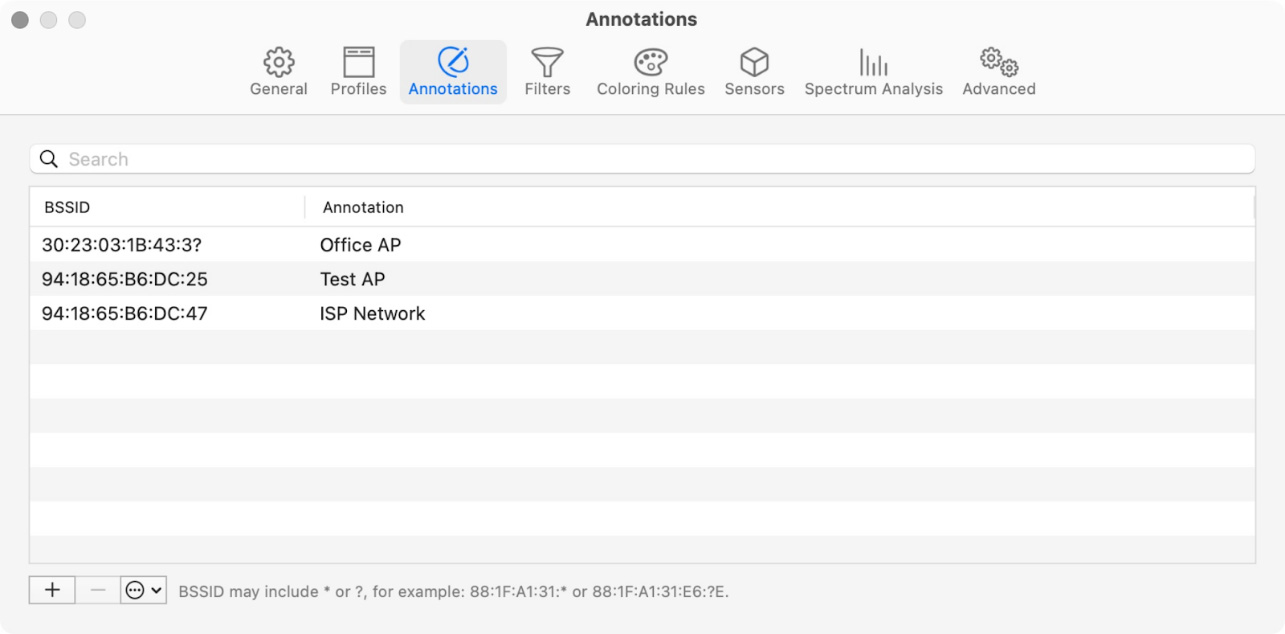 Annotations
General Profiles Annotations Filters Coloring Rules Sensors Spectrum Analysis Advanced
Search
BSSID Annotation
30:23:03:1B:43:3? Office AP
94:18:65:B6:DC:25 Test AP
94:18:65:B6:DC:47 ISP Network
BSSID may include * or ?, for example: 88:1F:A1:31:* or 88:1F:A1:31:E6:?E.